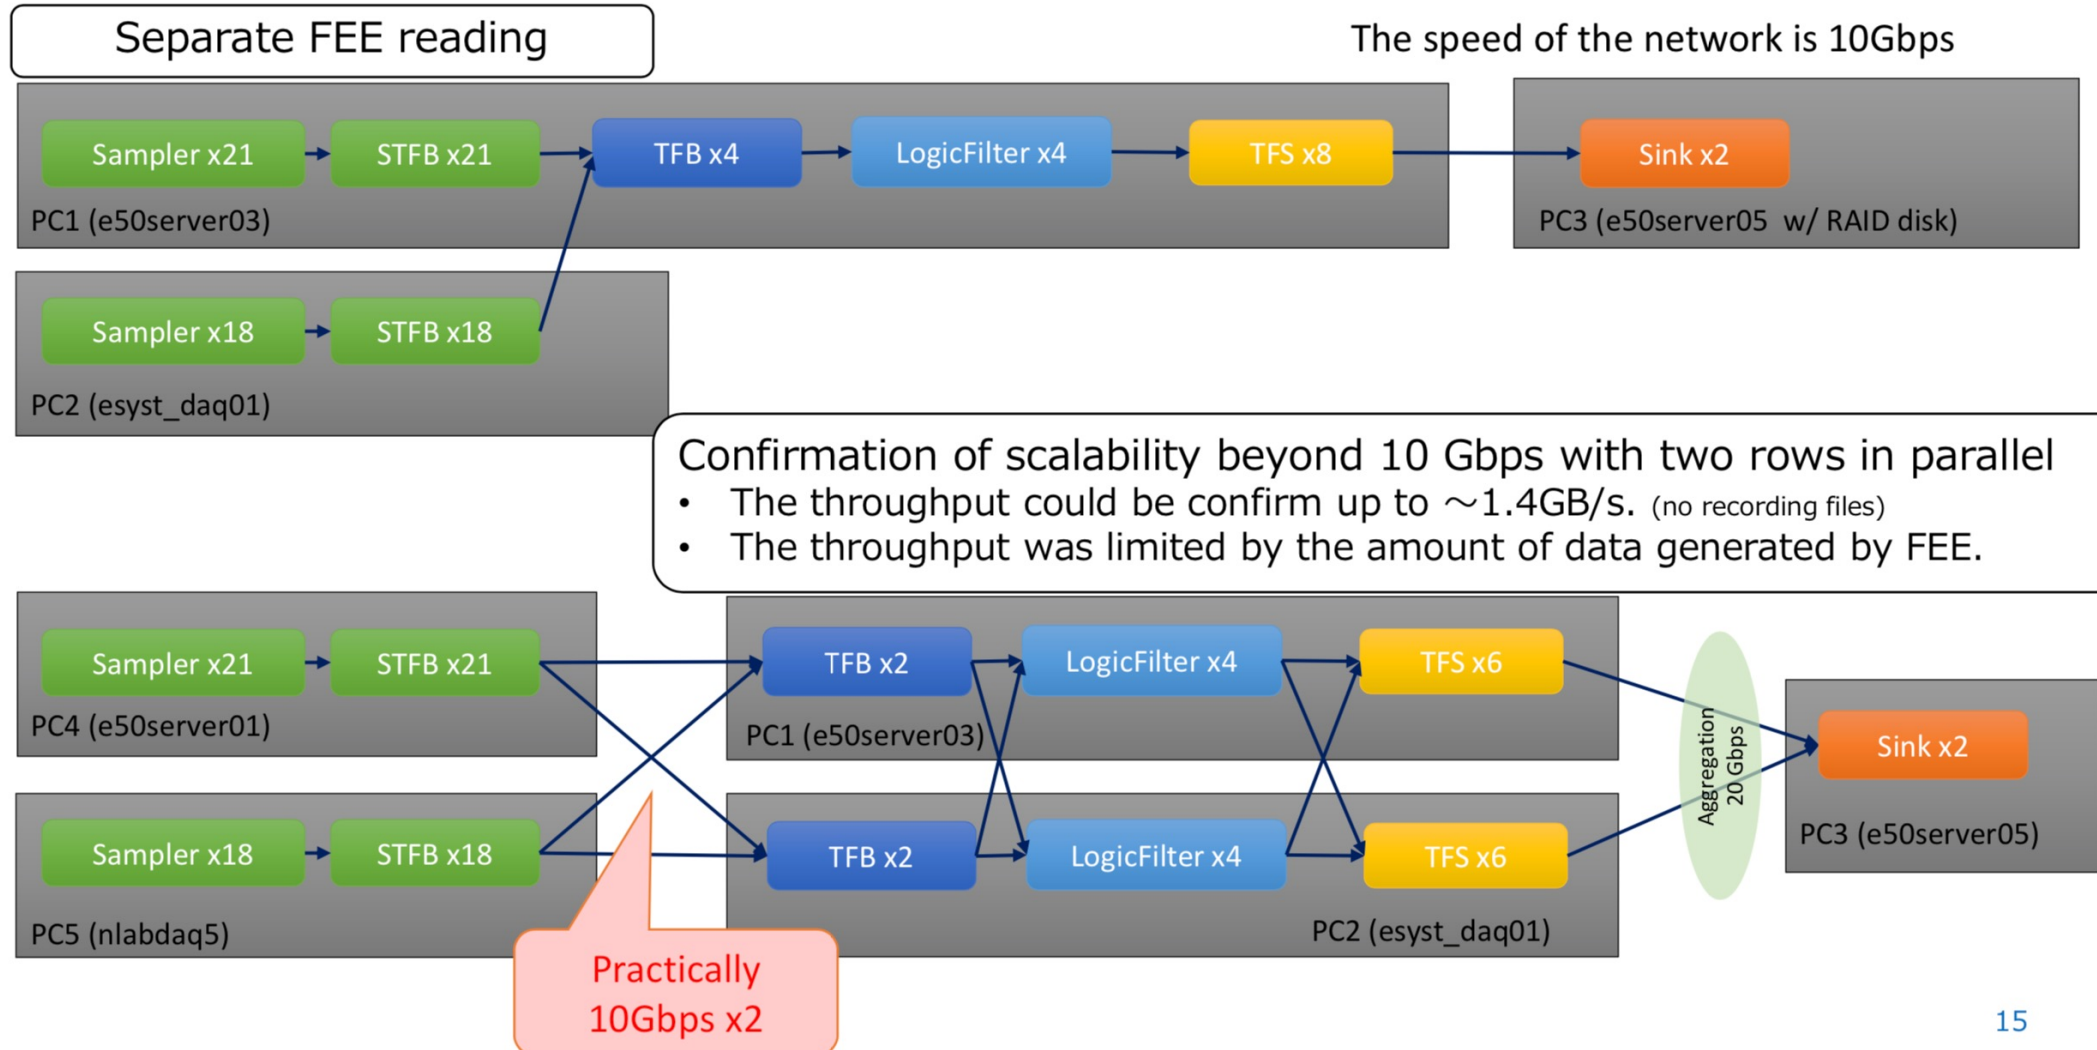 Separate FEE reading
The speed of the network is 10Gbps
Sampler x21
STFB x21
TFB x4
LogicFilter x4
TFS x8
Sink x2
PC1 (e50server03)
PC3 (e50server05  w/ RAID disk)
Sampler x18
STFB x18
PC2 (esyst_daq01)
Confirmation of scalability beyond 10 Gbps with two rows in parallel
• The throughput could be confirm up to ～1.4GB/s. (no recording files)
• The throughput was limited by the amount of data generated by FEE.
Sampler x21
STFB x21
PC4 (e50server01)
TFB x2
LogicFilter x4
TFS x6
PC1 (e50server03)
Aggregation
20 Gbps
Sink x2
PC3 (e50server05)
Sampler x18
STFB x18
PC5 (nlabdaq5)
TFB x2
LogicFilter x4
TFS x6
PC2 (esyst_daq01)
Practically
10Gbps x2
15